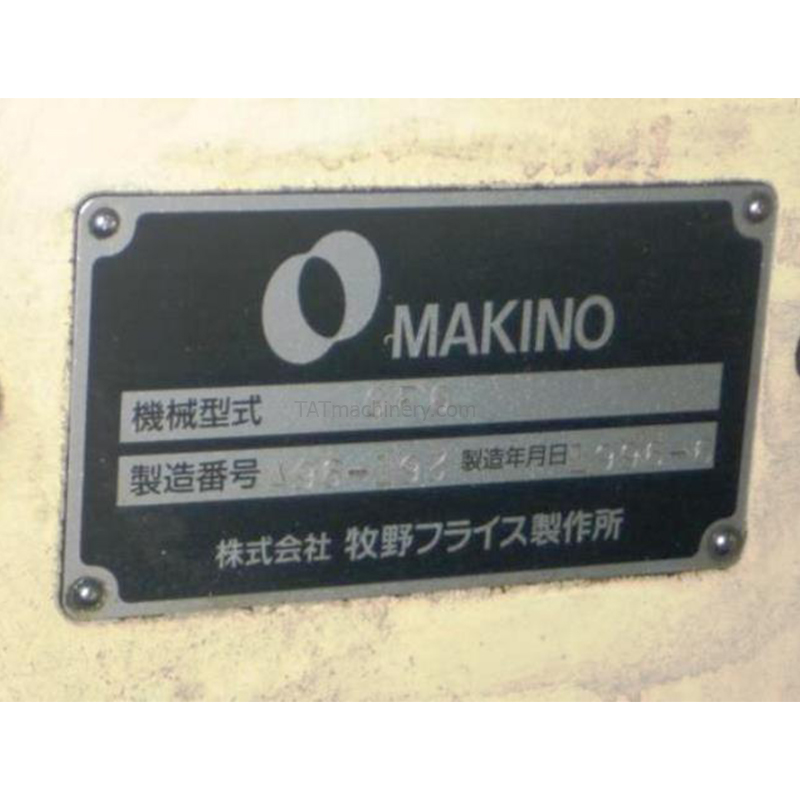 MAKINO
機械型式
TATmachinery.com
製造番号 製造年月日
株式会社 牧野フライス製作所